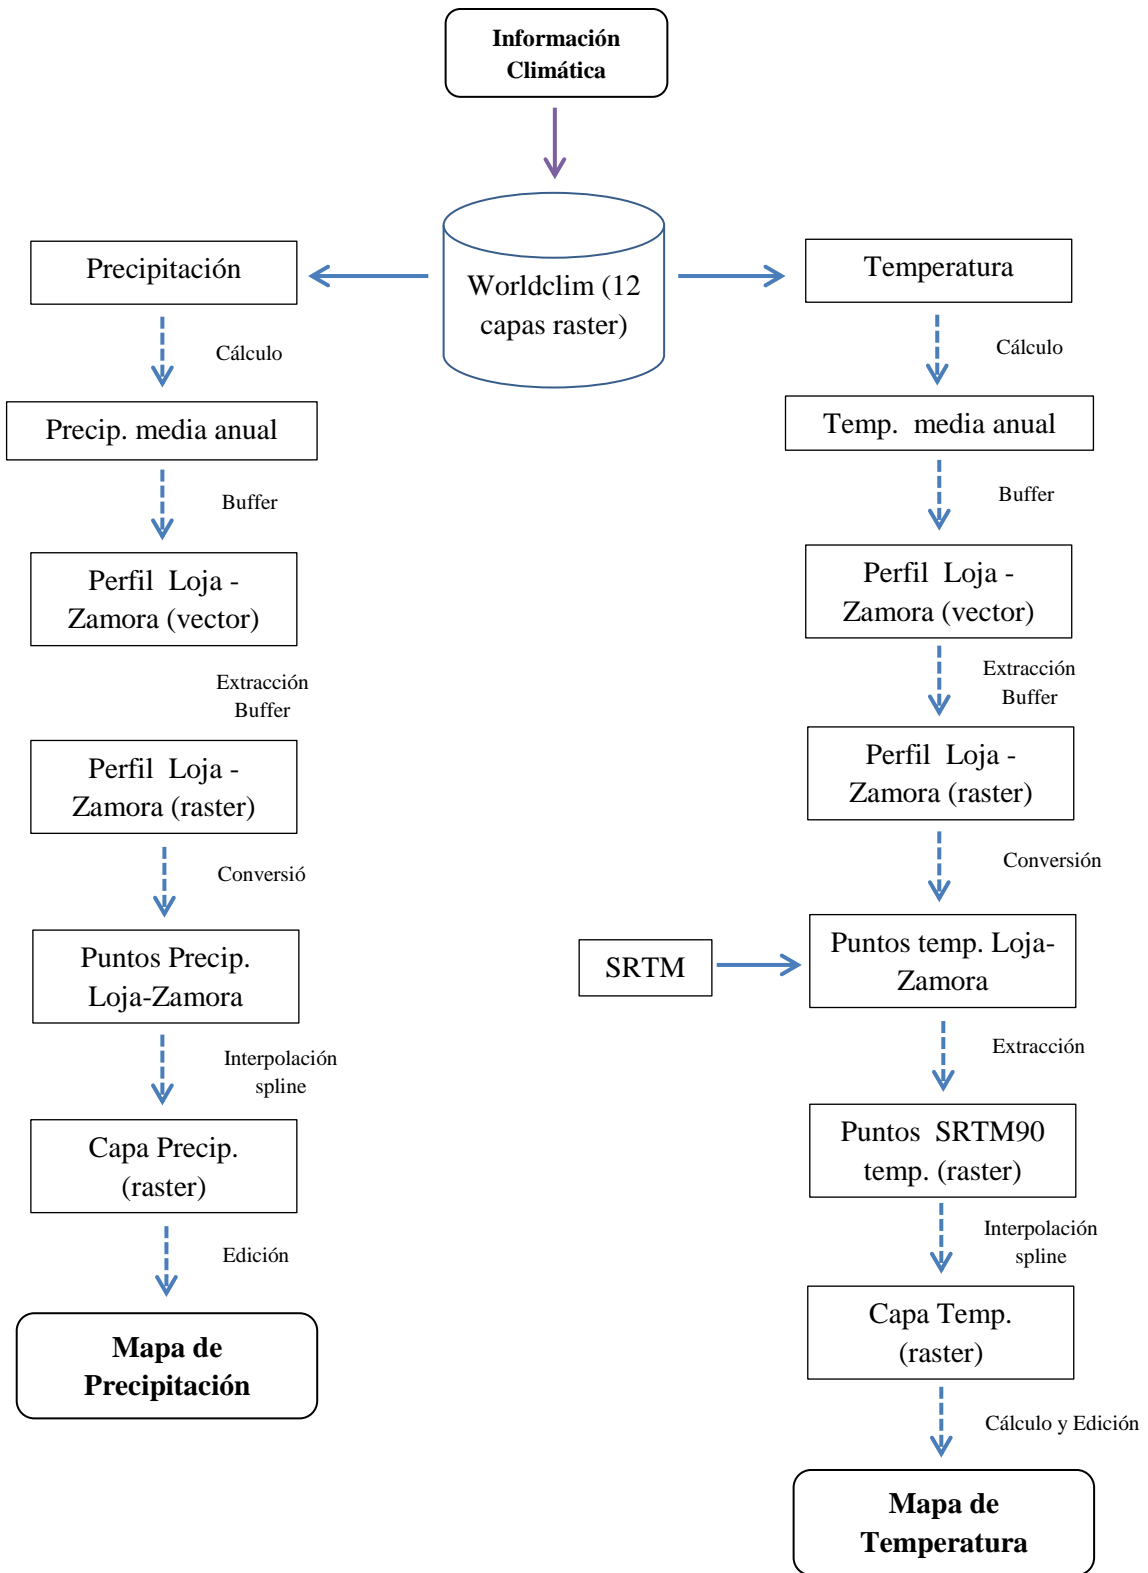 Información
Climática
Worldclim (12
capas raster)
Precipitación
Cálculo
Precip. media anual
Buffer
Perfil Loja -
Zamora (vector)
Extracción
Buffer
Perfil Loja -
Zamora (raster)
Conversió
Puntos Precip.
Loja-Zamora
Interpolación
spline
Capa Precip.
(raster)
Edición
Mapa de
Precipitación
Temperatura
Cálculo
Temp. media anual
Buffer
Perfil Loja -
Zamora (vector)
Extracción
Buffer
Perfil Loja -
Zamora (raster)
Conversión
SRTM
Puntos temp. Loja-
Zamora
Extracción
Puntos SRTM90
temp. (raster)
Interpolación
spline
Capa Temp.
(raster)
Cálculo y Edición
Mapa de
Temperatura